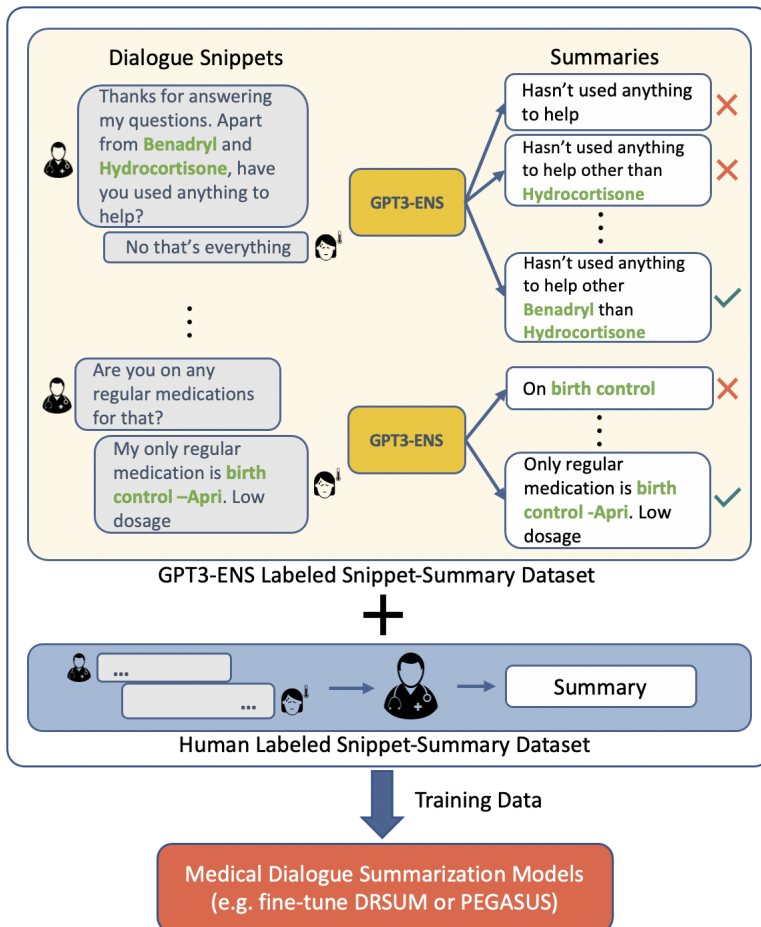 Dialogue Snippets
Summaries
Thanks for answering
my questions. Apart
from Benadryl and
Hydrocortisone, have
you used anything to
help?
No that's everything
GPT3-ENS
Hasn't used anything
to help
Hasn't used anything
to help other than
Hydrocortisone
Hasn't used anything
to help other
Benadryl than
Hydrocortisone
Are you on any
regular medications
for that?
My only regular
medication is birth
control –Apri. Low
dosage
GPT3-ENS
On birth control
Only regular
medication is birth
control -Apri. Low
dosage
GPT3-ENS Labeled Snippet-Summary Dataset
+
...
...
Summary
Human Labeled Snippet-Summary Dataset
Training Data
Medical Dialogue Summarization Models
(e.g. fine-tune DRSUM or PEGASUS)